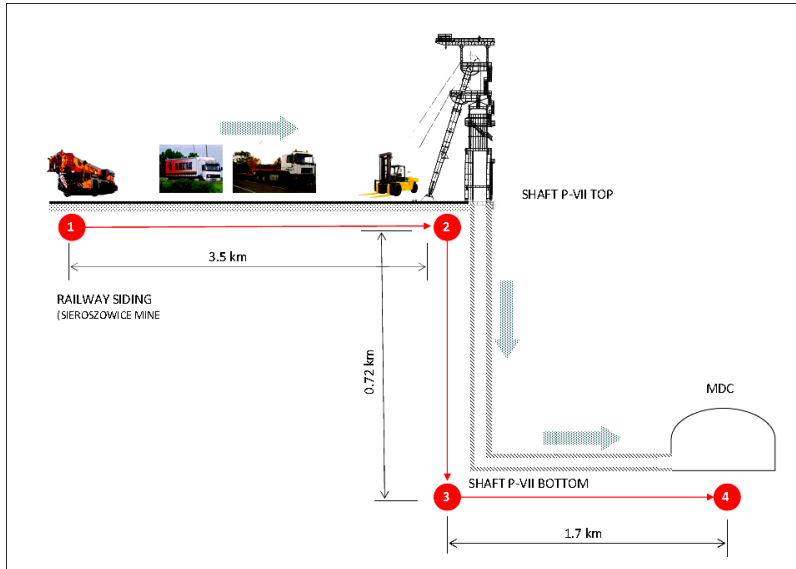 SHAFT P-VII TOP
1
2
3.5 km
RAILWAY SIDING
(SIEROSZOWICE MINE
0.72 km
MDC
SHAFT P-VII BOTTOM
3
4
1.7 km